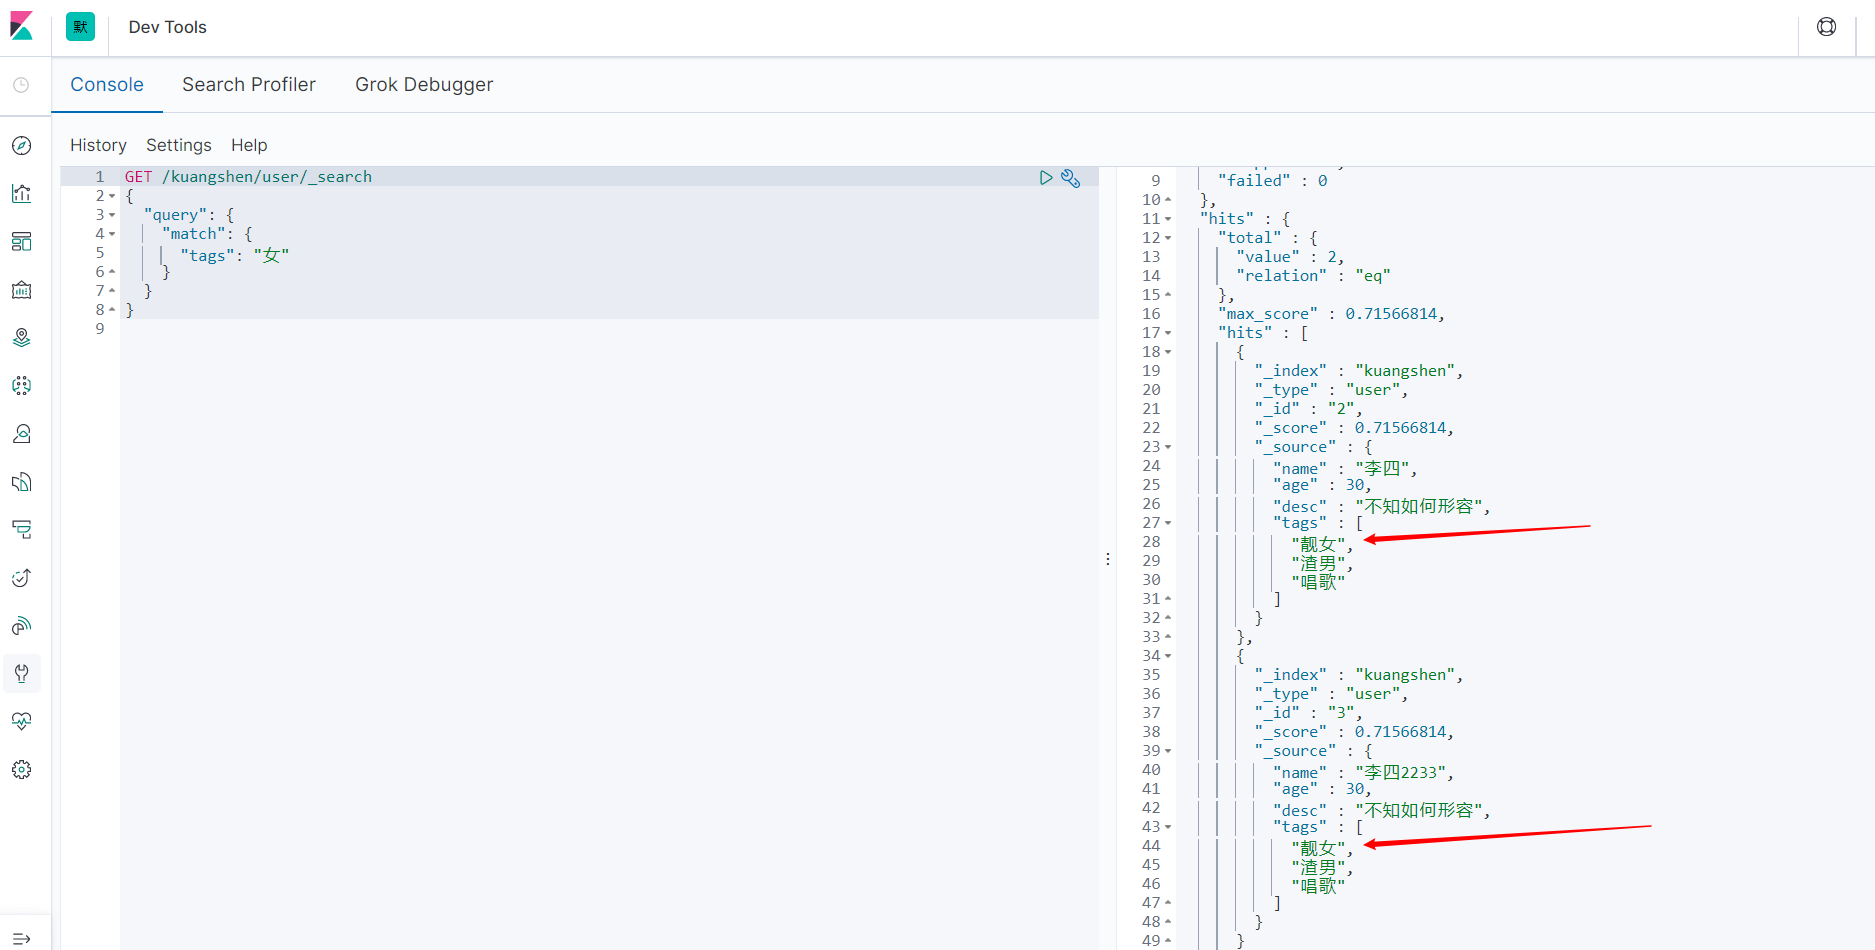 默 Dev Tools
Console Search Profiler Grok Debugger
History Settings Help
1 GET /kuangshen/user/_search
2 {
3 "query": {
4 "match": {
5 "tags": "女"
6 }
7 }
8 }
9
9 "failed" : 0
10 },
11 "hits" : {
12 "total" : {
13 "value" : 2,
14 "relation" : "eq"
15 },
16 "max_score" : 0.71566814,
17 "hits" : [
18 {
19 "_index" : "kuangshen",
20 "_type" : "user",
21 "_id" : "2",
22 "_score" : 0.71566814,
23 "_source" : {
24 "name" : "李四",
25 "age" : 30,
26 "desc" : "不知如何形容",
27 "tags" : [
28 "靓女",
29 "渣男",
30 "唱歌"
31 ]
32 }
33 },
34 {
35 "_index" : "kuangshen",
36 "_type" : "user",
37 "_id" : "3",
38 "_score" : 0.71566814,
39 "_source" : {
40 "name" : "李四2233",
41 "age" : 30,
42 "desc" : "不知如何形容",
43 "tags" : [
44 "靓女",
45 "渣男",
46 "唱歌"
47 ]
48 }
49 }